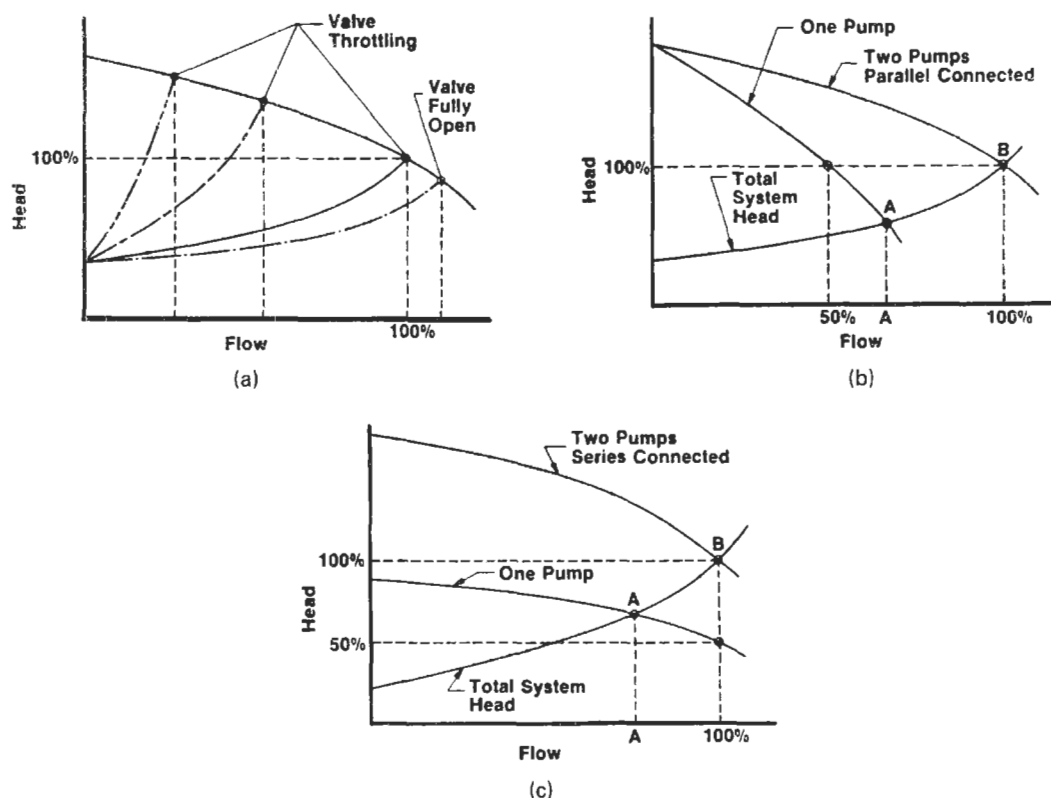 Valve
Throttling
Valve
Fully
Open
100%
Head
100%
Flow
(a)
One Pump
Two Pumps
Parallel Connected
B
100%
Head
Total
System
Head
A
50%
A
100%
Flow
(b)
Two Pumps
Series Connected
B
100%
One Pump
A
Head
50%
Total System
Head
A
100%
Flow
(c)